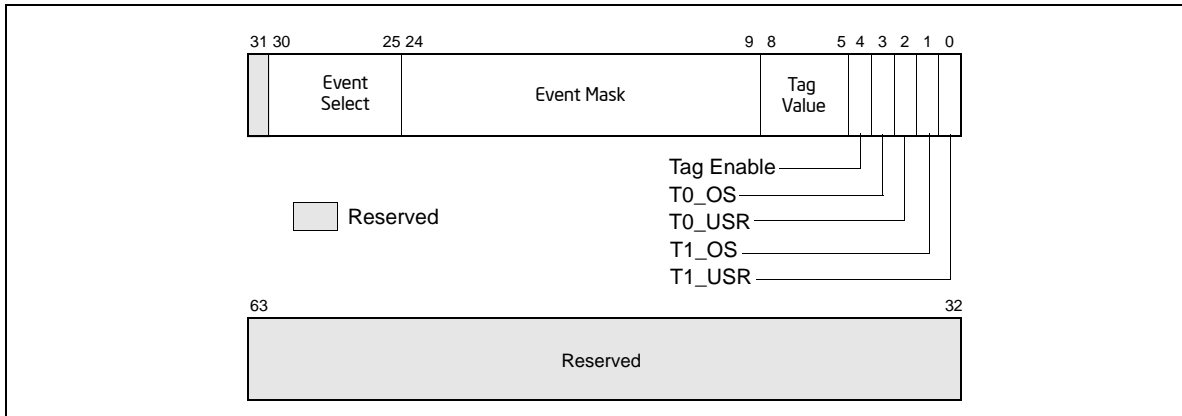 31 30 25 24 9 8 5 4 3 2 1 0
Event
Select
Event Mask
Tag
Value
Tag Enable
T0_OS
T0_USR
T1_OS
T1_USR
Reserved
63 32
Reserved